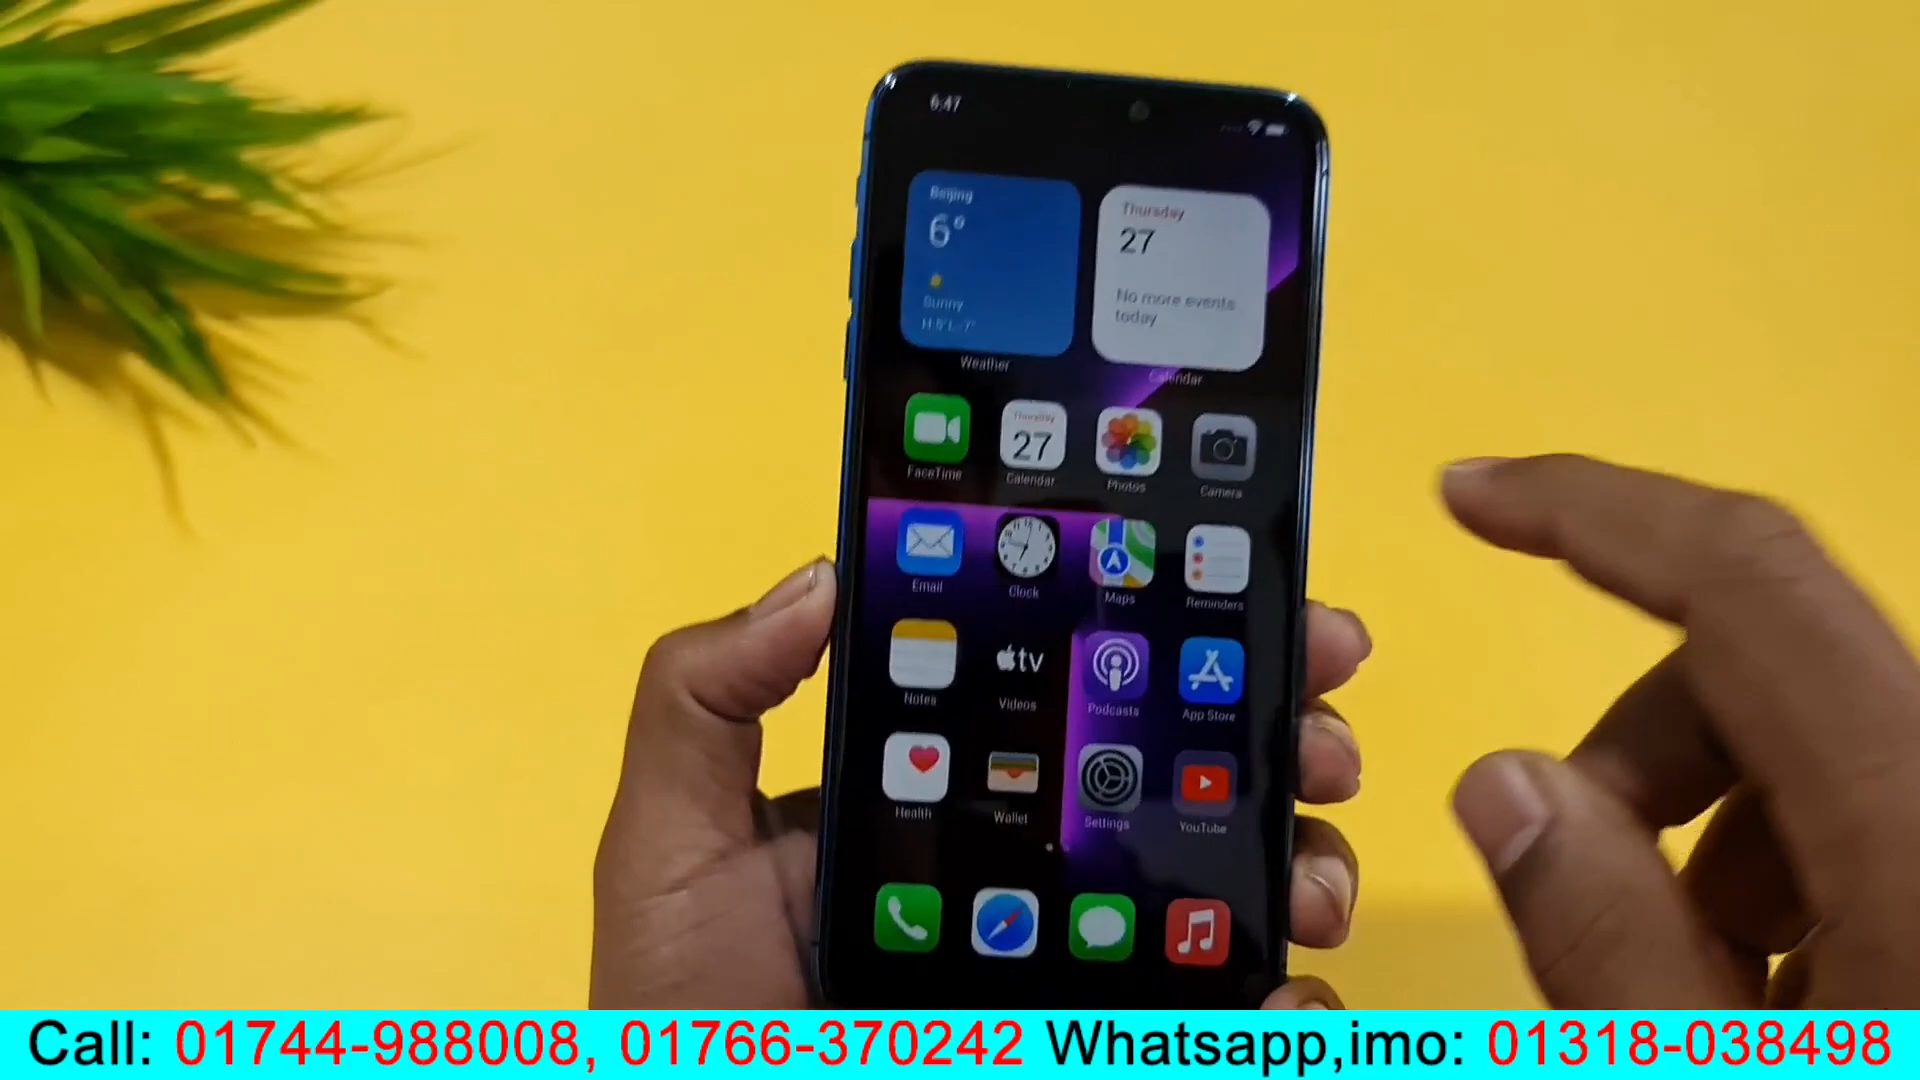 6:47
Beijing
6°
Sunny
Weather
Thursday
27
No more events
today
Calendar
Thursday
27
FaceTime
Calendar
Photos
Camera
Email
Clock
Maps
Reminders
tv
Notes
Videos
Podcasts
App Store
Health
Wallet
Settings
YouTube
Call: 01744-988008, 01766-370242 Whatsapp,imo: 01318-038498